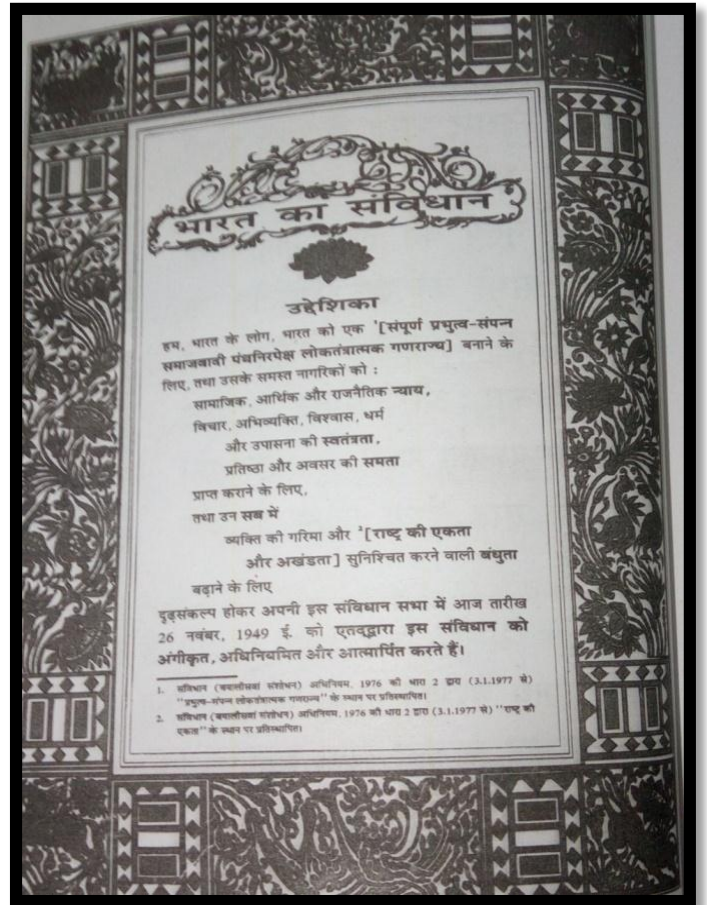 भारत का संविधान
उद्देशिका
हम, भारत के लोग, भारत को एक ¹[संपूर्ण प्रभुत्व-संपन्न
समाजवादी पंथनिरपेक्ष लोकतंत्रात्मक गणराज्य] बनाने के
लिए, तथा उसके समस्त नागरिकों को :
सामाजिक, आर्थिक और राजनैतिक न्याय,
विचार, अभिव्यक्ति, विश्वास, धर्म
और उपासना की स्वतंत्रता,
प्रतिष्ठा और अवसर की समता
प्राप्त कराने के लिए,
तथा उन सब में
व्यक्ति की गरिमा और ²[राष्ट्र की एकता
और अखंडता] सुनिश्चित करने वाली बंधुता
बढ़ाने के लिए
दृढ़संकल्प होकर अपनी इस संविधान सभा में आज तारीख
26 नवंबर, 1949 ई. को एतद्द्वारा इस संविधान को
अंगीकृत, अधिनियमित और आत्मार्पित करते हैं।
1. संविधान (बयालीसवां संशोधन) अधिनियम, 1976 की धारा 2 द्वारा (3.1.1977 से)
"प्रभुत्व-संपन्न लोकतंत्रात्मक गणराज्य" के स्थान पर प्रतिस्थापित।
2. संविधान (बयालीसवां संशोधन) अधिनियम, 1976 की धारा 2 द्वारा (3.1.1977 से) "राष्ट्र की
एकता" के स्थान पर प्रतिस्थापित।